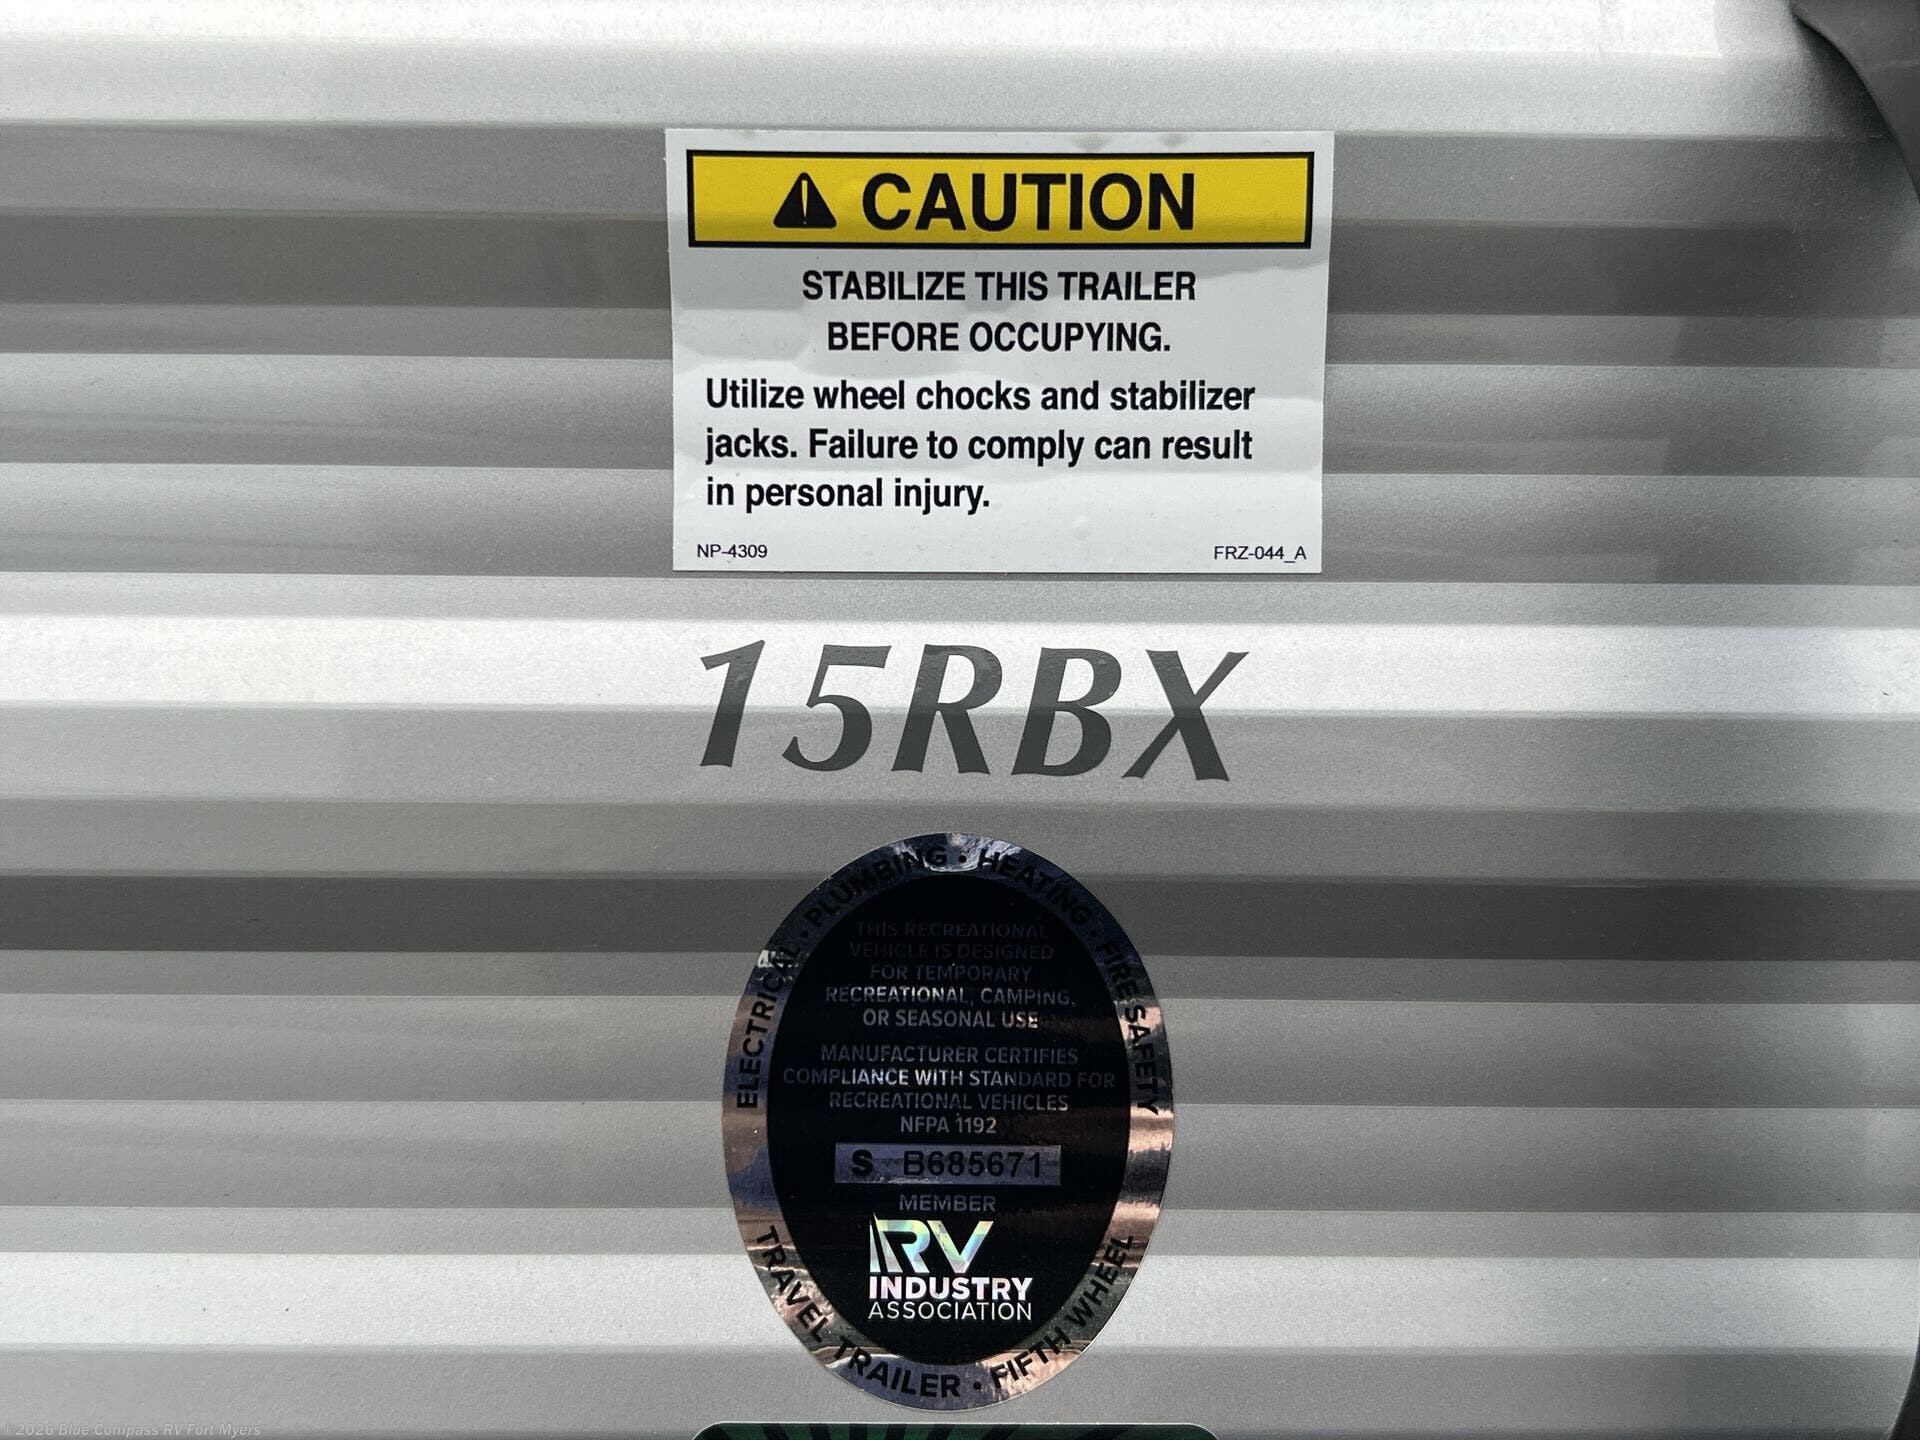 CAUTION
STABILIZE THIS TRAILER
BEFORE OCCUPYING.
Utilize wheel chocks and stabilizer
jacks. Failure to comply can result
in personal injury.
NP-4309 FRZ-044_A
15RBX
ELECTRICAL • PLUMBING • HEATING • FIRE SAFETY
THIS RECREATIONAL
VEHICLE IS DESIGNED
FOR TEMPORARY
RECREATIONAL, CAMPING,
OR SEASONAL USE
MANUFACTURER CERTIFIES
COMPLIANCE WITH STANDARD FOR
RECREATIONAL VEHICLES
NFPA 1192
S B685671
MEMBER
RV
INDUSTRY
ASSOCIATION
TRAVEL TRAILER • FIFTH WHEEL
©2026 Blue Compass RV Fort Myers